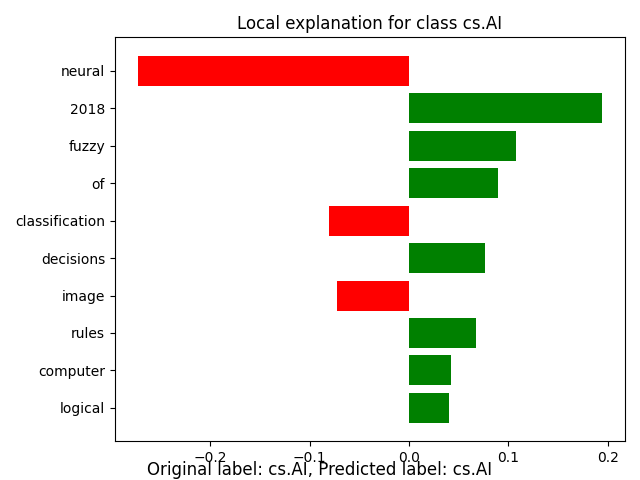 Local explanation for class cs.AI
neural
2018
fuzzy
of
classification
decisions
image
rules
computer
logical
−0.2 −0.1 0.0 0.1 0.2
Original label: cs.AI, Predicted label: cs.AI